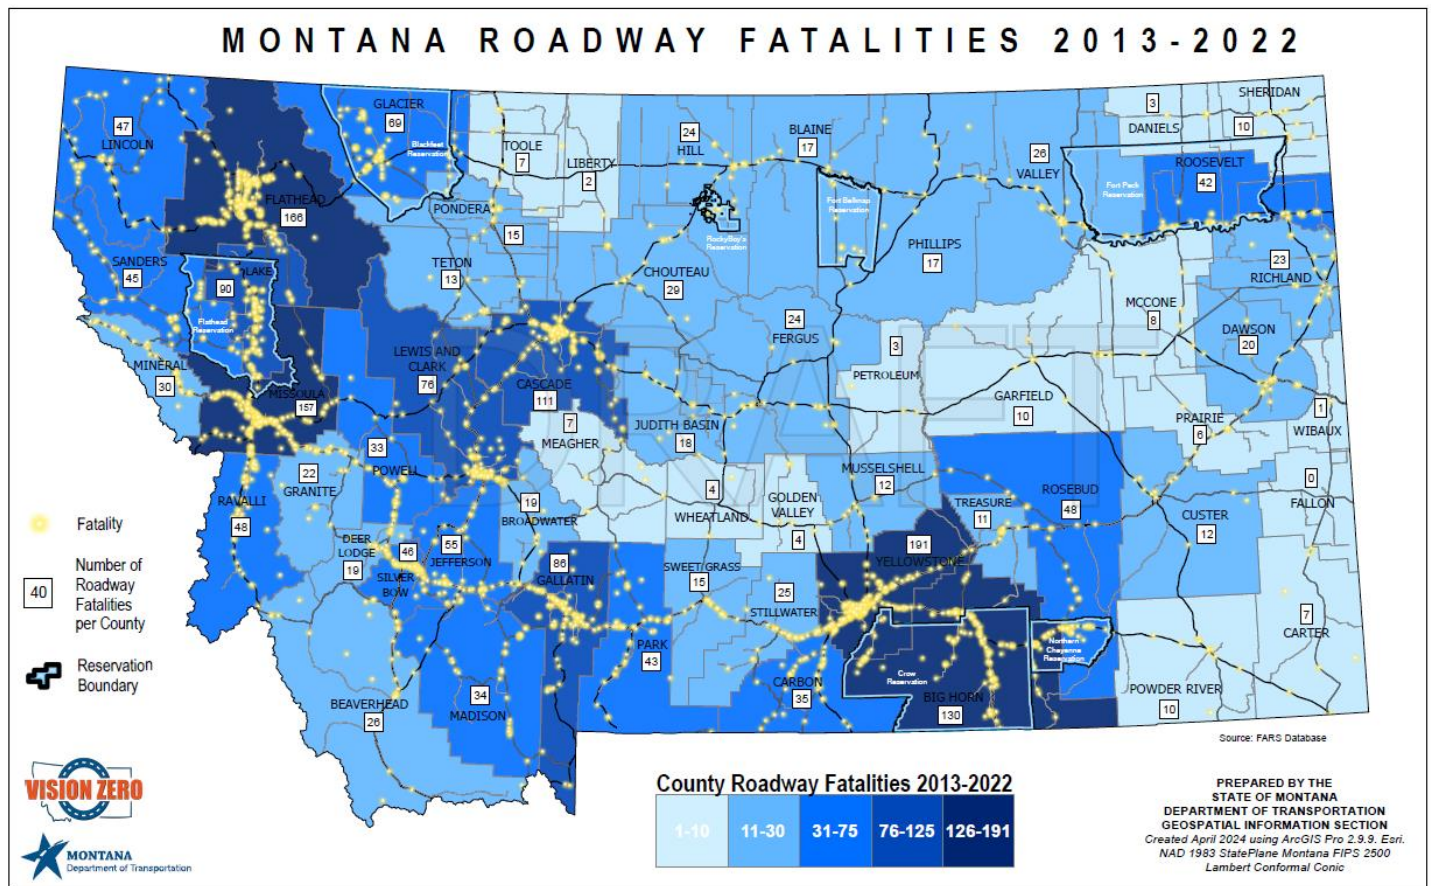 MONTANA ROADWAY FATALITIES 2013-2022
SHERIDAN
10
3
DANIELS
GLACIER
69
Blackfeet
Reservation
47
LINCOLN
TOOLE
7
LIBERTY
2
24
HILL
BLAINE
17
26
VALLEY
ROOSEVELT
42
Fort Peck
Reservation
FLATHEAD
166
PONDERA
15
Fort Belknap
Reservation
RockyBoy's
Reservation
PHILLIPS
17
23
RICHLAND
SANDERS
45
LAKE
90
Flathead
Reservation
TETON
13
CHOUTEAU
29
MCCONE
8
24
FERGUS
DAWSON
20
MINERAL
30
LEWIS AND
CLARK
76
3
PETROLEUM
CASCADE
111
MISSOULA
157
GARFIELD
10
1
WIBAUX
7
MEAGHER
JUDITH BASIN
18
PRAIRIE
6
DRAFT
33
POWELL
22
GRANITE
MUSSELSHELL
12
0
FALLON
4
WHEATLAND
GOLDEN
VALLEY
4
ROSEBUD
48
TREASURE
11
RAVALLI
48
19
BROADWATER
CUSTER
12
Fatality
DEER
LODGE
19
46
SILVER
BOW
55
JEFFERSON
86
GALLATIN
191
YELLOWSTONE
40
Number of
Roadway
Fatalities
per County
SWEET GRASS
15
25
STILLWATER
7
CARTER
PARK
43
Northern
Cheyenne
Reservation
Reservation
Boundary
Crow
Reservation
CARBON
35
POWDER RIVER
10
34
MADISON
BEAVERHEAD
26
BIG HORN
130
Source: FARS Database
VISION ZERO
MONTANA
Department of Transportation
County Roadway Fatalities 2013-2022
1-10 11-30 31-75 76-125 126-191
PREPARED BY THE
STATE OF MONTANA
DEPARTMENT OF TRANSPORTATION
GEOSPATIAL INFORMATION SECTION
Created April 2024 using ArcGIS Pro 2.9.9. Esri.
NAD 1983 StatePlane Montana FIPS 2500
Lambert Conformal Conic